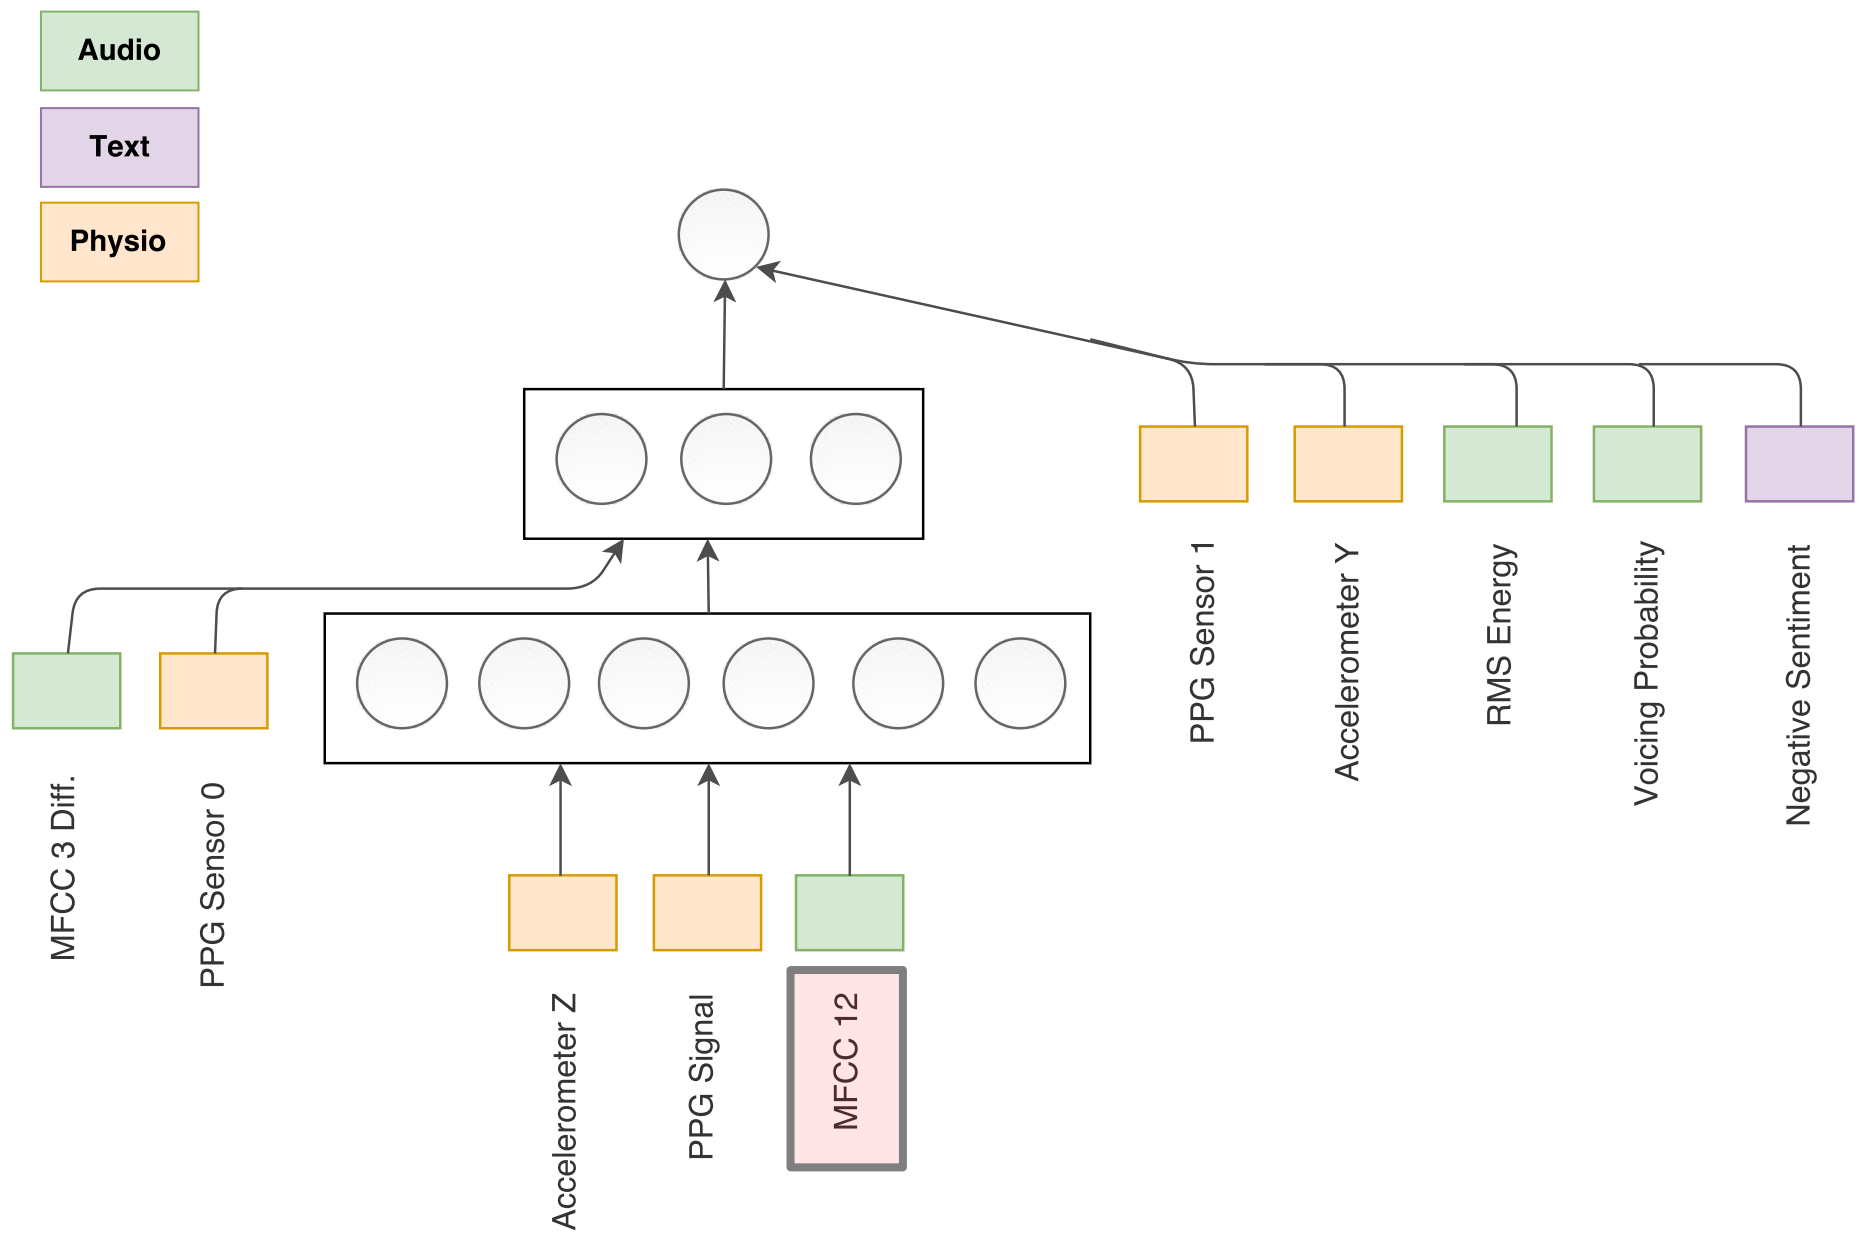 Audio
Text
Physio
PPG Sensor 1
Accelerometer Y
RMS Energy
Voicing Probability
Negative Sentiment
MFCC 3 Diff.
PPG Sensor 0
Accelerometer Z
PPG Signal
MFCC 12